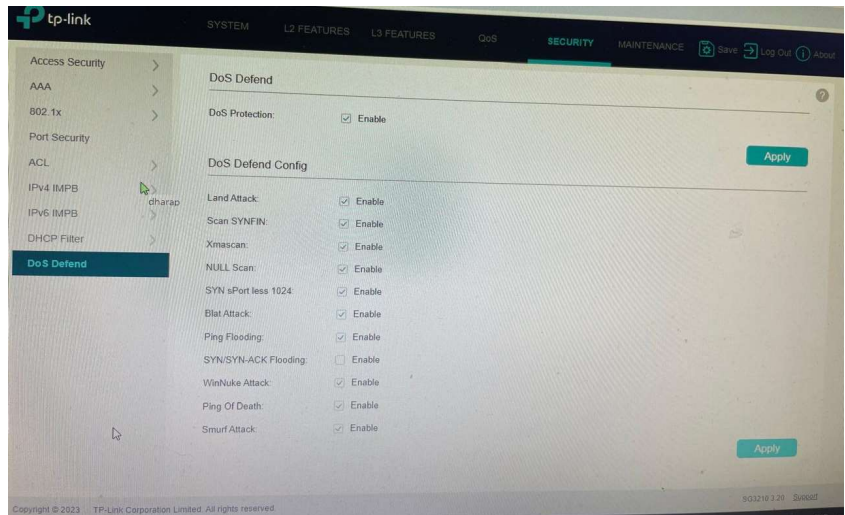 tp-link
SYSTEM L2 FEATURES L3 FEATURES QoS SECURITY MAINTENANCE Save Log Out About
Access Security
AAA
802.1x
Port Security
ACL
IPv4 IMPB
IPv6 IMPB
DHCP Filter
DoS Defend
dharap
DoS Defend
DoS Protection: Enable
Apply
DoS Defend Config
Land Attack: Enable
Scan SYNFIN: Enable
Xmascan: Enable
NULL Scan: Enable
SYN sPort less 1024: Enable
Blat Attack: Enable
Ping Flooding: Enable
SYN/SYN-ACK Flooding: Enable
WinNuke Attack: Enable
Ping Of Death: Enable
Smurf Attack: Enable
Apply
SG3210 3.20 Support
Copyright © 2023 TP-Link Corporation Limited. All rights reserved.